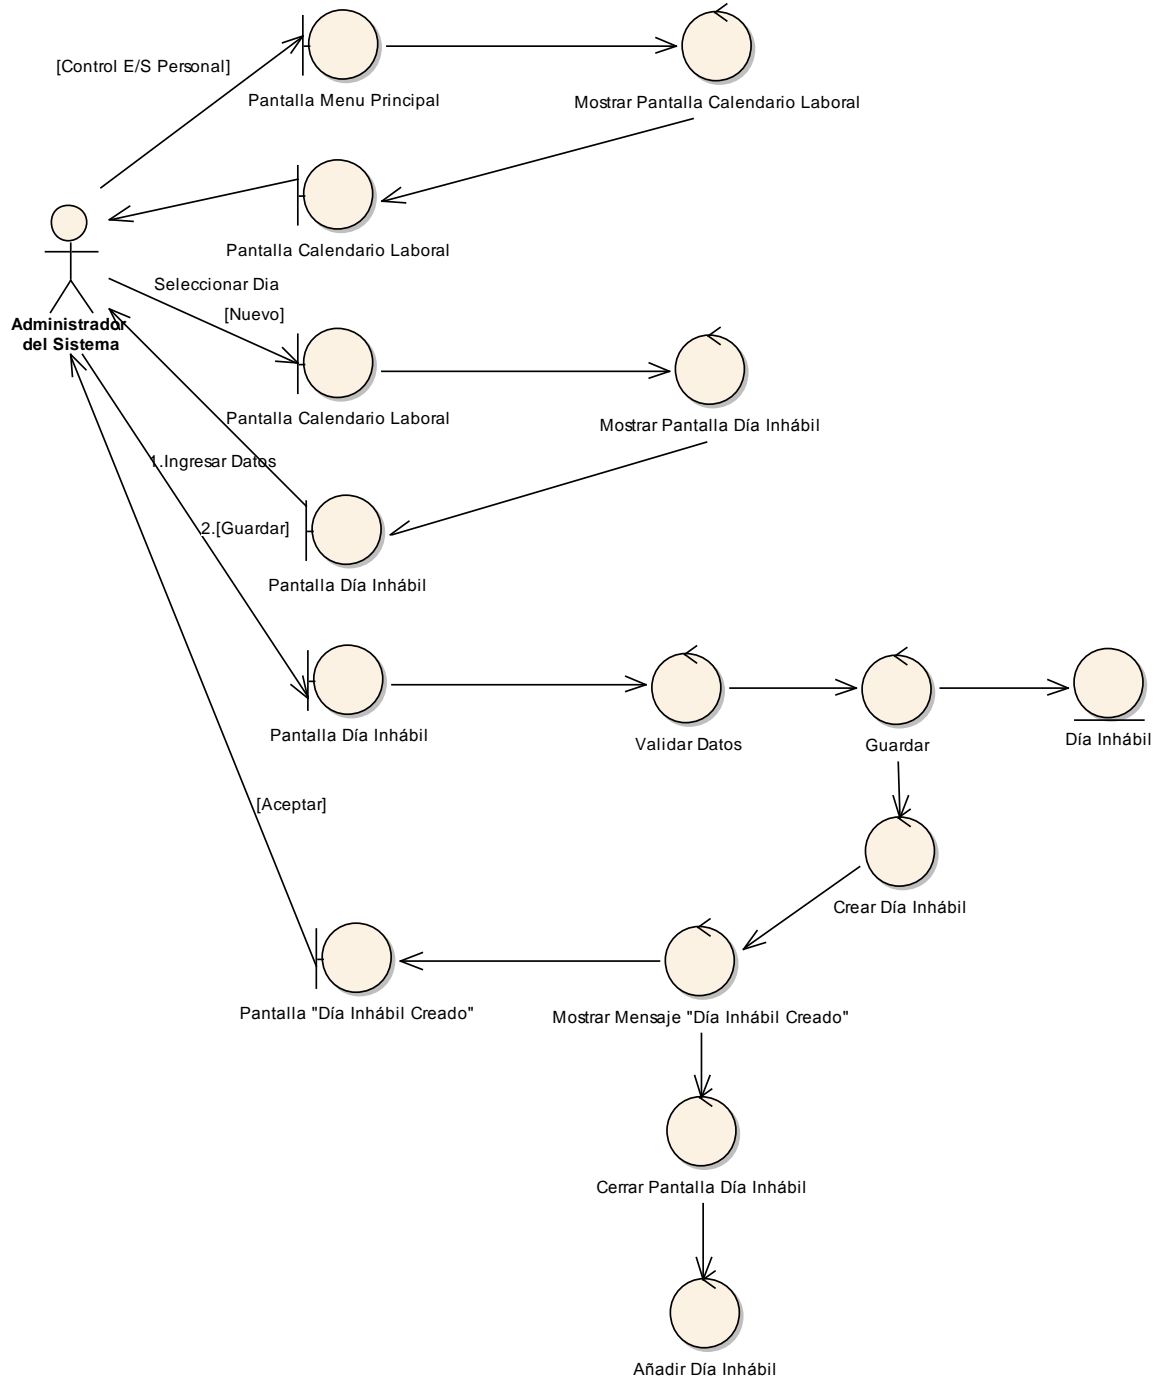 [Control E/S Personal]
Pantalla Menu Principal
Mostrar Pantalla Calendario Laboral
Pantalla Calendario Laboral
Seleccionar Dia
[Nuevo]
Administrador
del Sistema
Pantalla Calendario Laboral
Mostrar Pantalla Día Inhábil
1.Ingresar Datos
2.[Guardar]
Pantalla Día Inhábil
Pantalla Día Inhábil
Validar Datos
Guardar
Día Inhábil
[Aceptar]
Crear Día Inhábil
Pantalla "Día Inhábil Creado"
Mostrar Mensaje "Día Inhábil Creado"
Cerrar Pantalla Día Inhábil
Añadir Día Inhábil